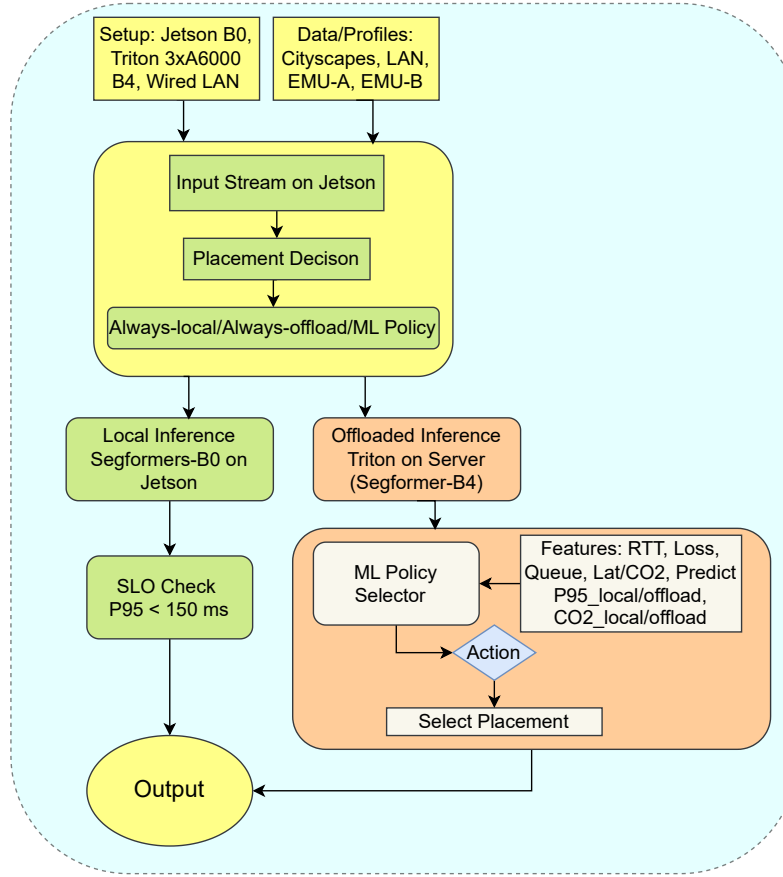 Setup: Jetson B0,
Triton 3xA6000
B4, Wired LAN
Data/Profiles:
Cityscapes, LAN,
EMU-A, EMU-B
Input Stream on Jetson
Placement Decison
Always-local/Always-offload/ML Policy
Local Inference
Segformers-B0 on
Jetson
Offloaded Inference
Triton on Server
(Segformer-B4)
SLO Check
P95 < 150 ms
ML Policy
Selector
Features: RTT, Loss,
Queue, Lat/CO2, Predict
P95_local/offload,
CO2_local/offload
Action
Select Placement
Output